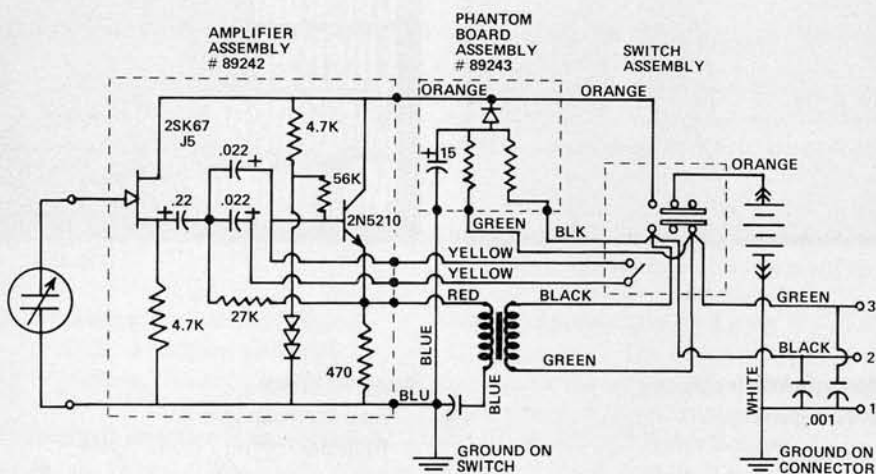 AMPLIFIER
ASSEMBLY
# 89242
PHANTOM
BOARD
ASSEMBLY
# 89243
SWITCH
ASSEMBLY
ORANGE
ORANGE
2SK67
J5
.022
4.7K
15
ORANGE
56K
.22
.022
2N5210
GREEN
BLK
YELLOW
YELLOW
RED
BLACK
GREEN
3
4.7K
27K
BLUE
BLACK
2
470
BLUE
GREEN
WHITE
BLU
.001
1
GROUND ON
SWITCH
GROUND ON
CONNECTOR